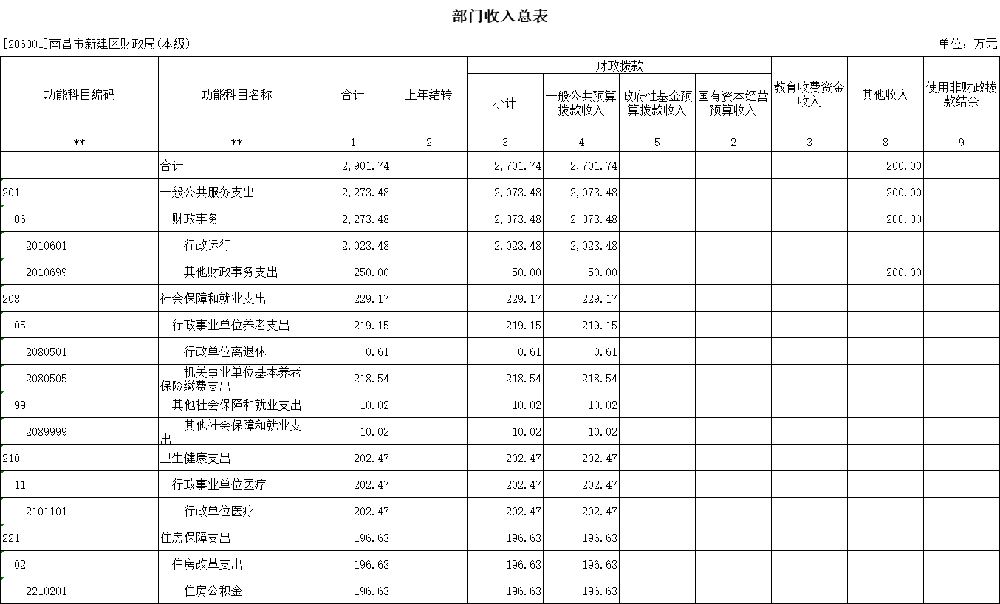 部门收入总表
[206001]南昌市新建区财政局(本级) 单位：万元
功能科目编码 功能科目名称 合计 上年结转 财政拨款 教育收费资金收入 其他收入 使用非财政拨款结余
小计 一般公共预算拨款收入 政府性基金预算拨款收入 国有资本经营预算收入
** ** 1 2 3 4 5 2 3 8 9
合计 2,901.74 2,701.74 2,701.74 200.00
201 一般公共服务支出 2,273.48 2,073.48 2,073.48 200.00
06 财政事务 2,273.48 2,073.48 2,073.48 200.00
2010601 行政运行 2,023.48 2,023.48 2,023.48
2010699 其他财政事务支出 250.00 50.00 50.00 200.00
208 社会保障和就业支出 229.17 229.17 229.17
05 行政事业单位养老支出 219.15 219.15 219.15
2080501 行政单位离退休 0.61 0.61 0.61
2080505 机关事业单位基本养老保险缴费支出 218.54 218.54 218.54
99 其他社会保障和就业支出 10.02 10.02 10.02
2089999 其他社会保障和就业支出 10.02 10.02 10.02
210 卫生健康支出 202.47 202.47 202.47
11 行政事业单位医疗 202.47 202.47 202.47
2101101 行政单位医疗 202.47 202.47 202.47
221 住房保障支出 196.63 196.63 196.63
02 住房改革支出 196.63 196.63 196.63
2210201 住房公积金 196.63 196.63 196.63